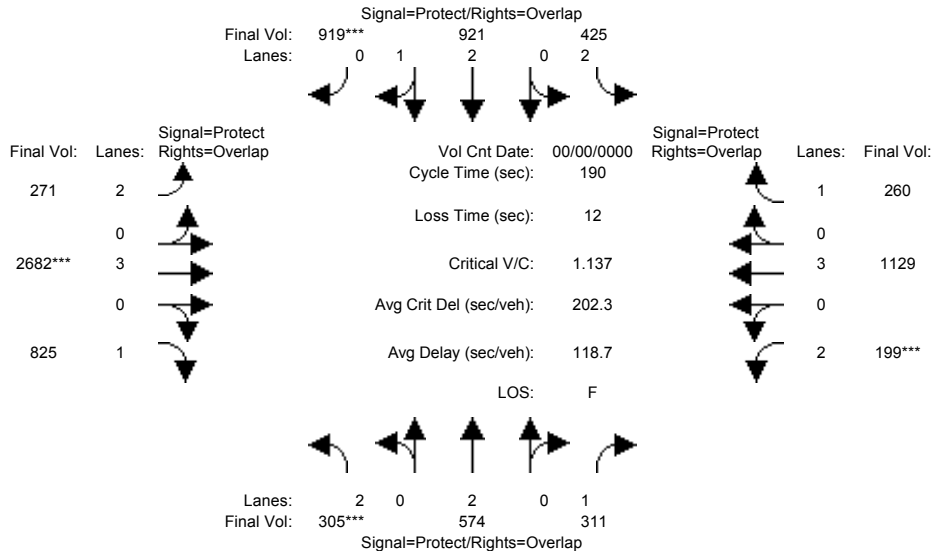 Signal=Protect/Rights=Overlap
Final Vol: 919*** 921 425
Lanes: 0 1 2 0 2
Signal=Protect
Final Vol: Lanes: Rights=Overlap
Vol Cnt Date: 00/00/0000
Signal=Protect
Rights=Overlap Lanes: Final Vol:
Cycle Time (sec): 190
271 2
1 260
Loss Time (sec): 12
0
0
2682*** 3
Critical V/C: 1.137
3 1129
0
Avg Crit Del (sec/veh): 202.3
0
825 1
Avg Delay (sec/veh): 118.7
2 199***
LOS: F
Lanes: 2 0 2 0 1
Final Vol: 305*** 574 311
Signal=Protect/Rights=Overlap